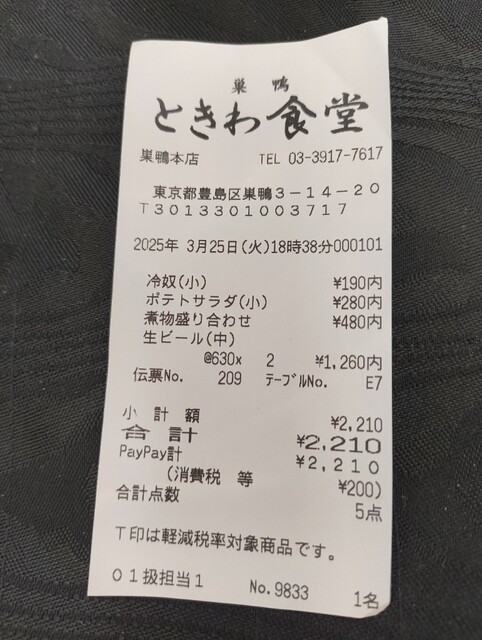 巣鴨
ときわ食堂
巣鴨本店 TEL 03-3917-7617
東京都豊島区巣鴨3-14-20
T3013301003717
2025年 3月25日(火)18時38分000101
冷奴(小) ¥190内
ポテトサラダ(小) ¥280内
煮物盛り合わせ ¥480内
生ビール(中)
@630x 2 ¥1,260内
伝票No. 209 テーブルNo. E7
小計額 ¥2,210
合計 ¥2,210
PayPay計 ¥2,210
(消費税 等 ¥200)
合計点数 5点
T印は軽減税率対象商品です。
01扱担当1 No.9833 1名